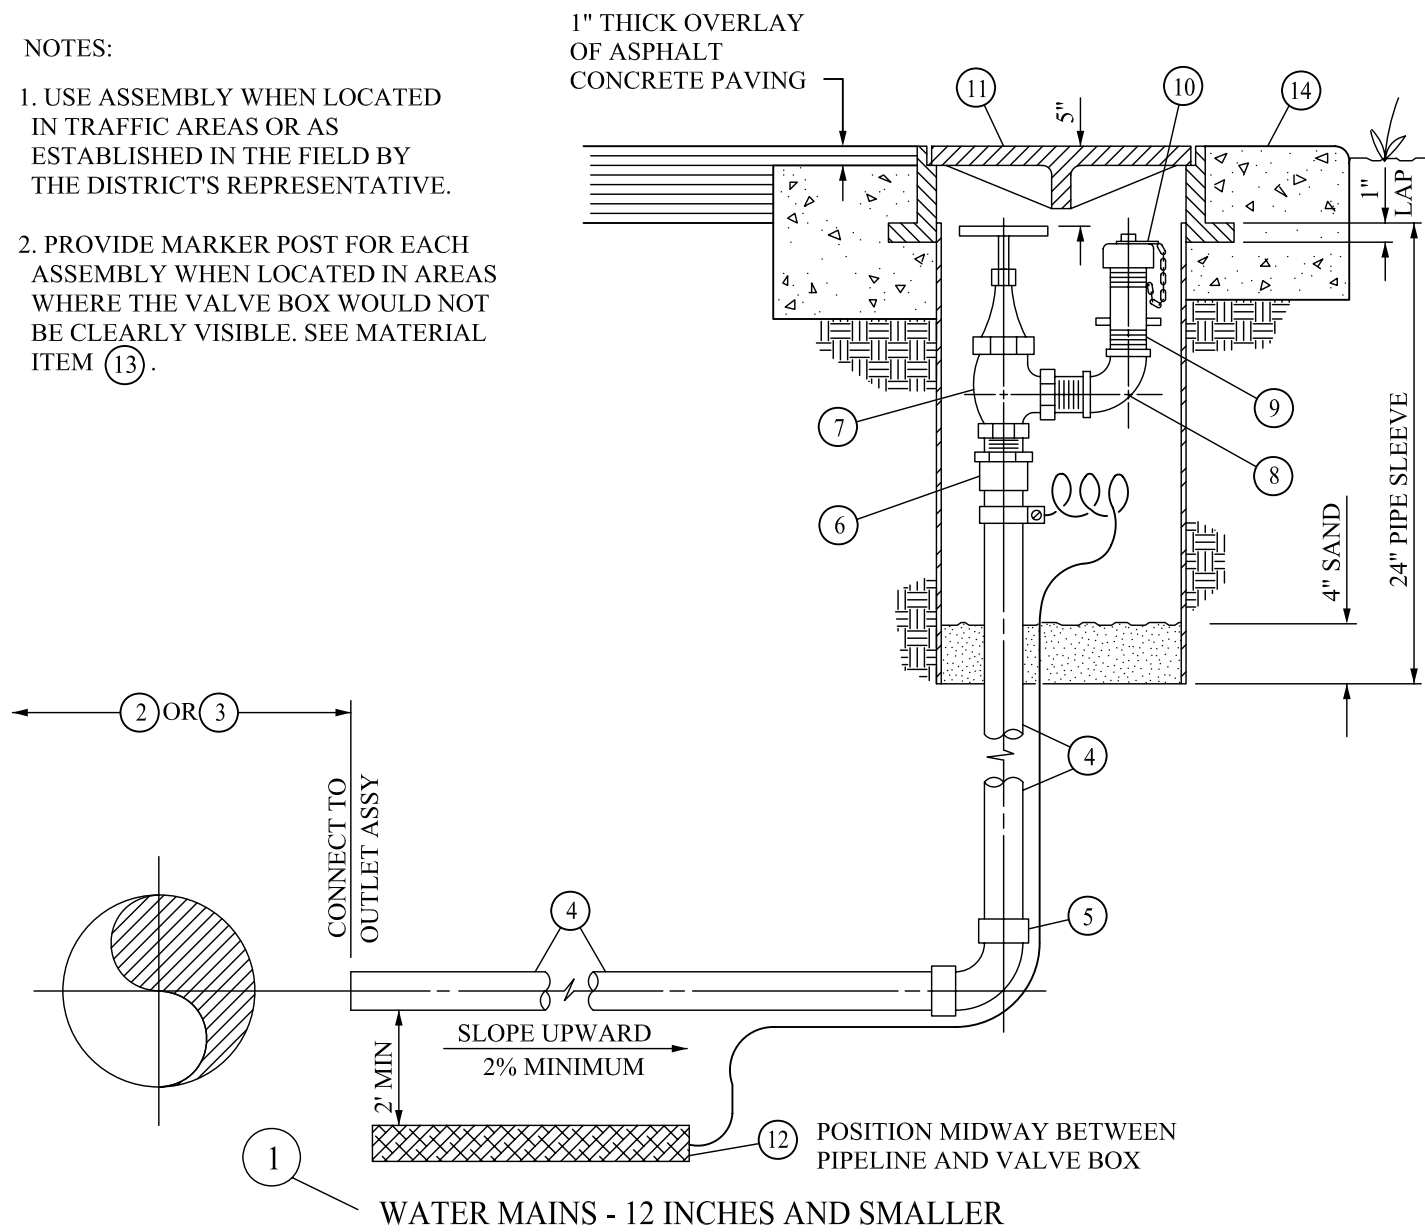 NOTES:
1. USE ASSEMBLY WHEN LOCATED
IN TRAFFIC AREAS OR AS
ESTABLISHED IN THE FIELD BY
THE DISTRICT'S REPRESENTATIVE.
2. PROVIDE MARKER POST FOR EACH
ASSEMBLY WHEN LOCATED IN AREAS
WHERE THE VALVE BOX WOULD NOT
BE CLEARLY VISIBLE. SEE MATERIAL
ITEM 13 .
1" THICK OVERLAY
OF ASPHALT
CONCRETE PAVING
11
5"
10
14
1"
LAP
7
9
8
6
24" PIPE SLEEVE
4" SAND
2 OR 3
4
CONNECT TO
OUTLET ASSY
4
5
SLOPE UPWARD
2% MINIMUM
2' MIN
12
POSITION MIDWAY BETWEEN
PIPELINE AND VALVE BOX
1
WATER MAINS - 12 INCHES AND SMALLER